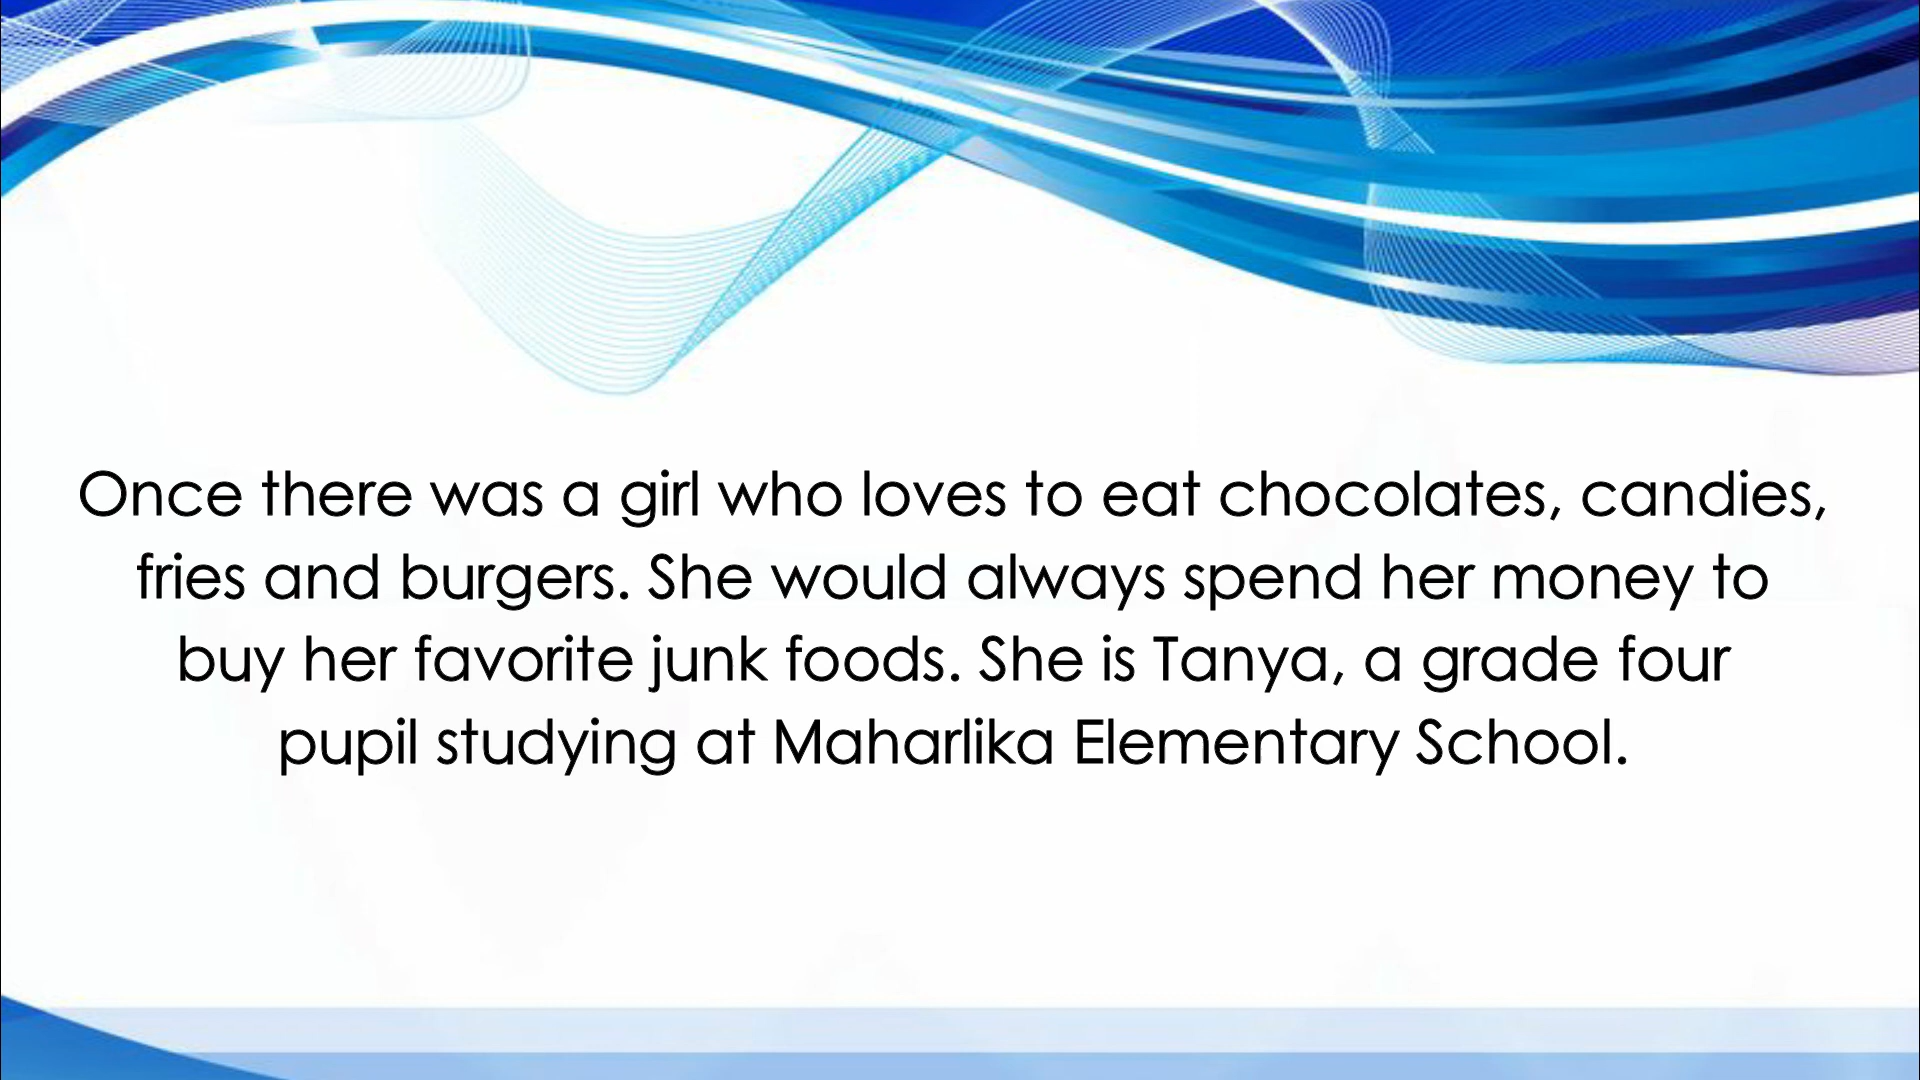 Once there was a girl who loves to eat chocolates, candies,
fries and burgers. She would always spend her money to
buy her favorite junk foods. She is Tanya, a grade four
pupil studying at Maharlika Elementary School.